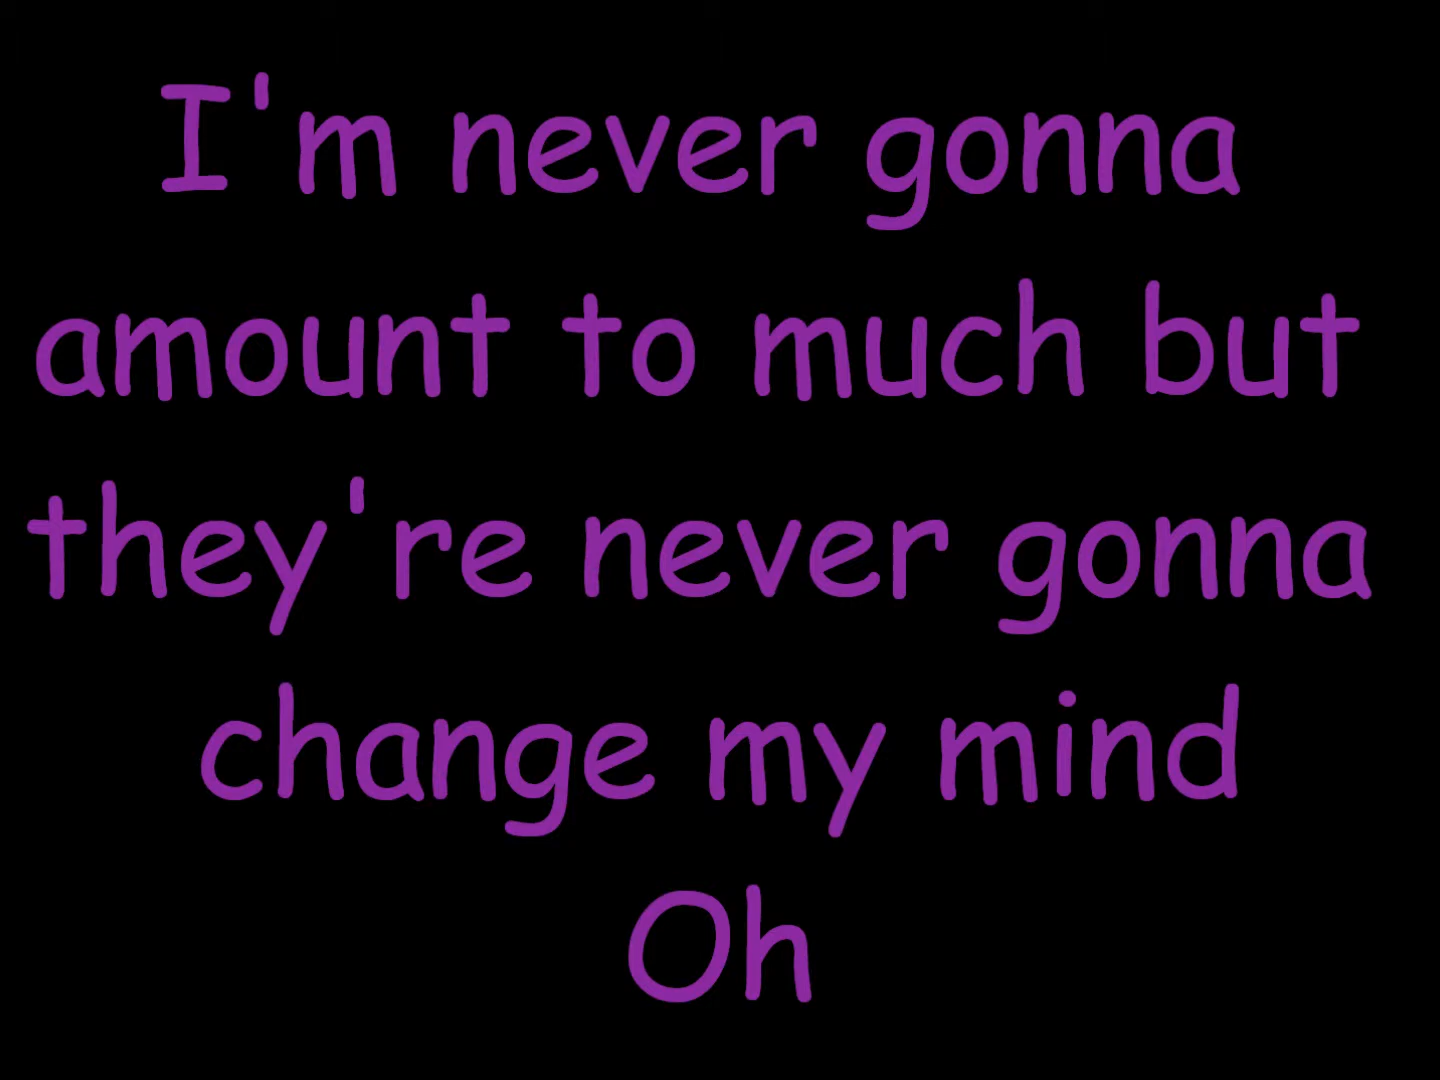 I'm never gonna
amount to much but
they're never gonna
change my mind
Oh